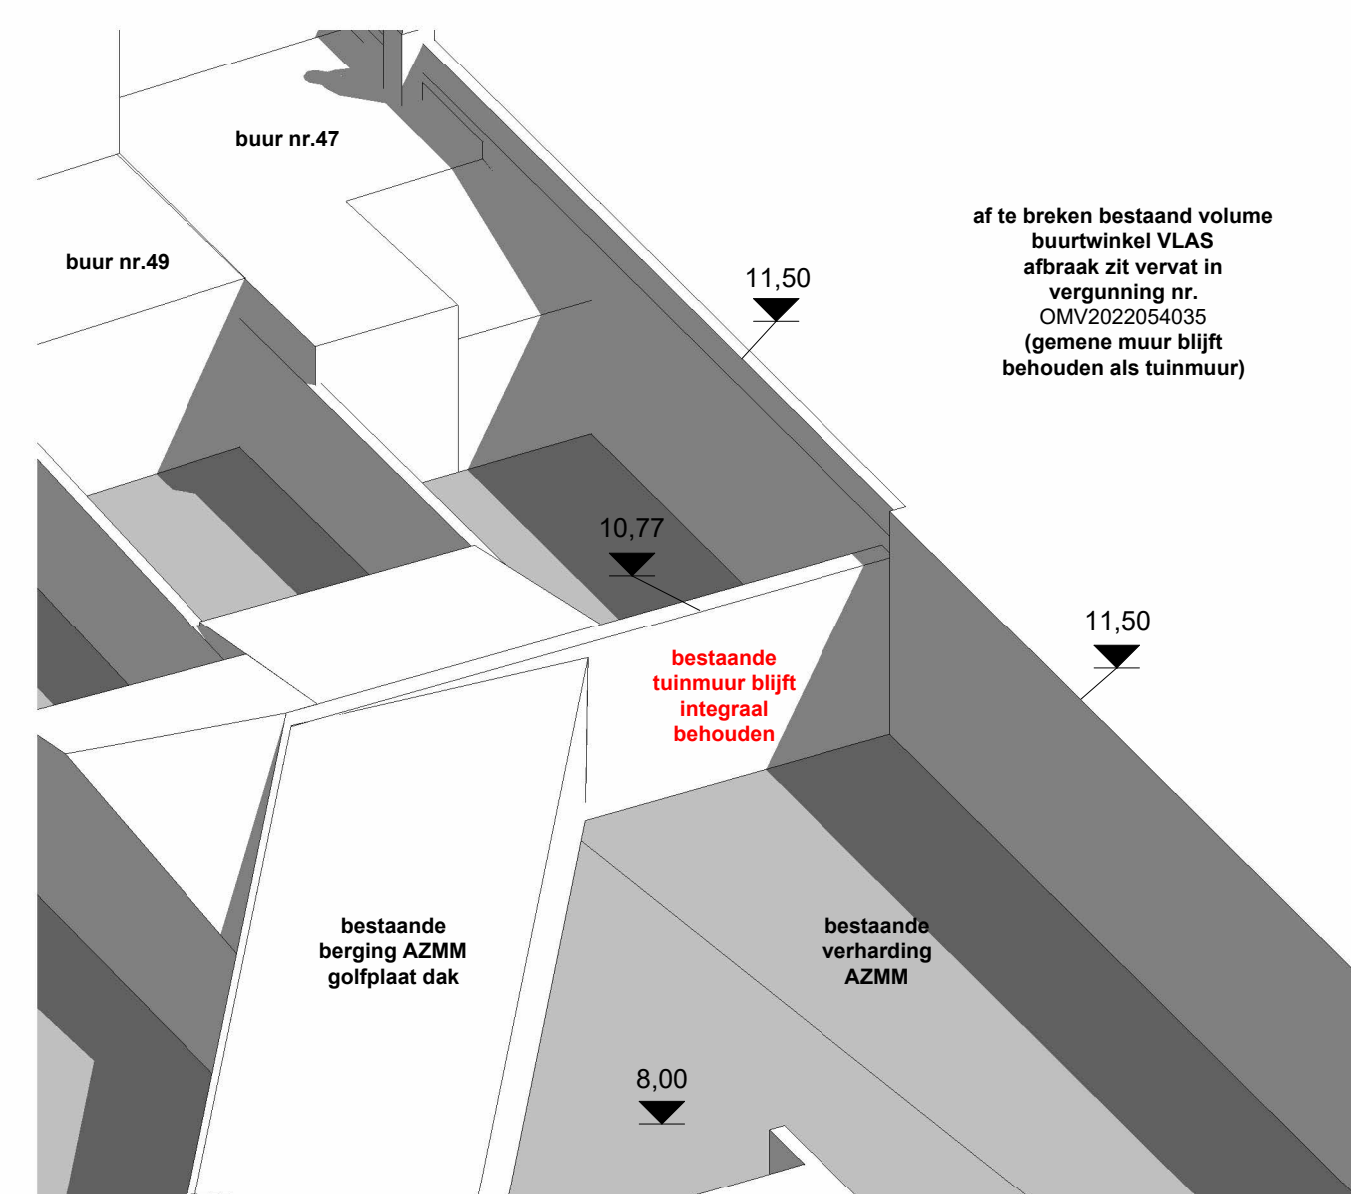 buur nr.47
af te breken bestaand volume
buurtwinkel VLAS
afbraak zit vervat in
vergunning nr.
OMV2022054035
(gemene muur blijft
behouden als tuinmuur)
buur nr.49
11,50
10,77
11,50
bestaande
tuinmuur blijft
integraal
behouden
bestaande
berging AZMM
golfplaat dak
bestaande
verharding
AZMM
8,00